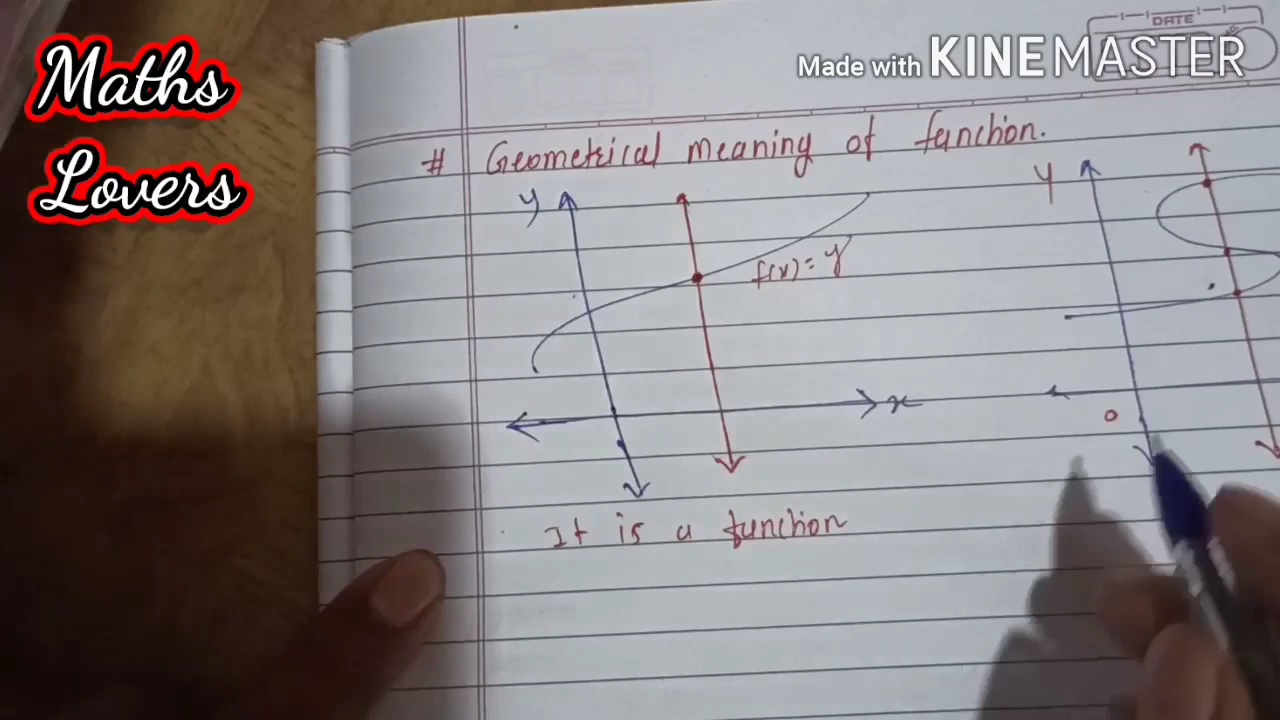 Maths
Lovers
Made with KINEMASTER
DATE
# Geometrical meaning of function.
y
f(x) = y
x
It is a function
y
o